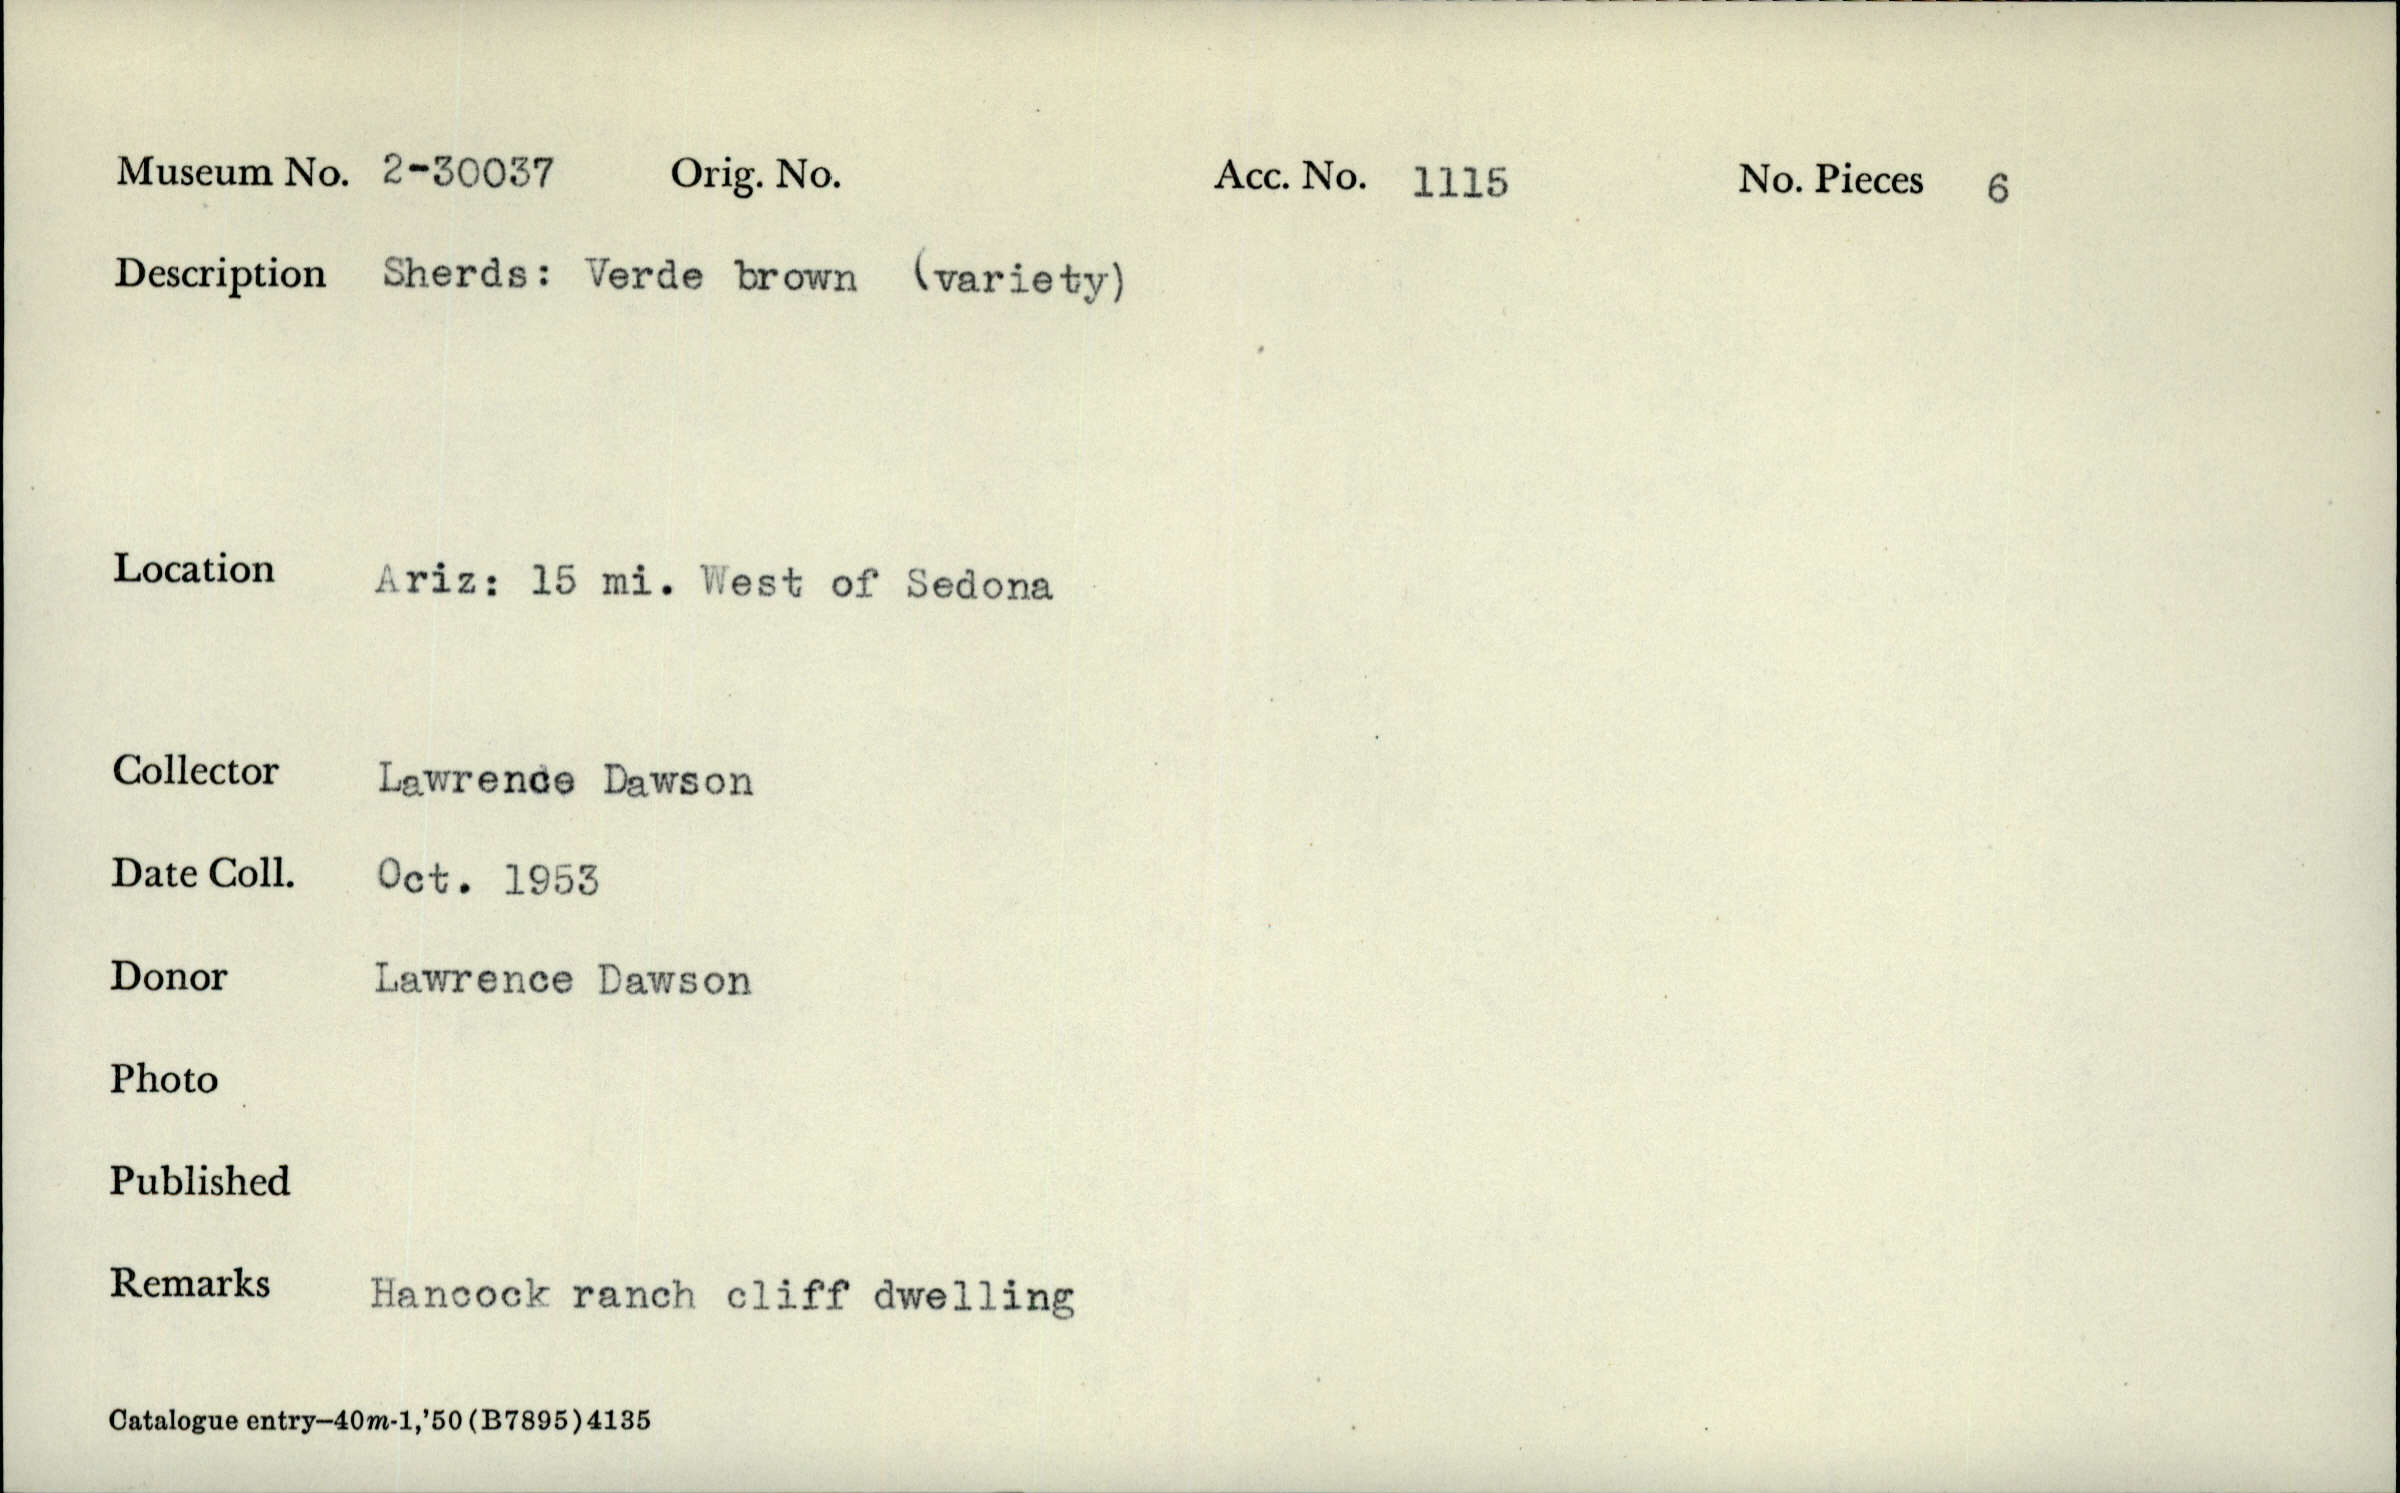 Museum No. 2-30037 Orig. No. Acc. No. 1115 No. Pieces 6
Description Sherds: Verde brown (variety)
Location Ariz: 15 mi. West of Sedona
Collector Lawrence Dawson
Date Coll. Oct. 1953
Donor Lawrence Dawson
Photo
Published
Remarks Hancock ranch cliff dwelling
Catalogue entry—40m-1,'50 (B7895) 4135